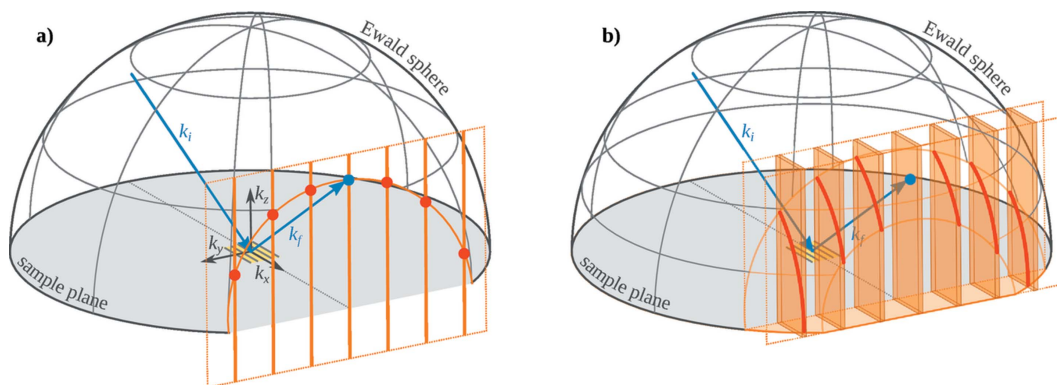 a)
Ewald sphere
k_i
k_z
k_y
k_f
k_x
sample plane
b)
Ewald sphere
k_i
k_f
sample plane